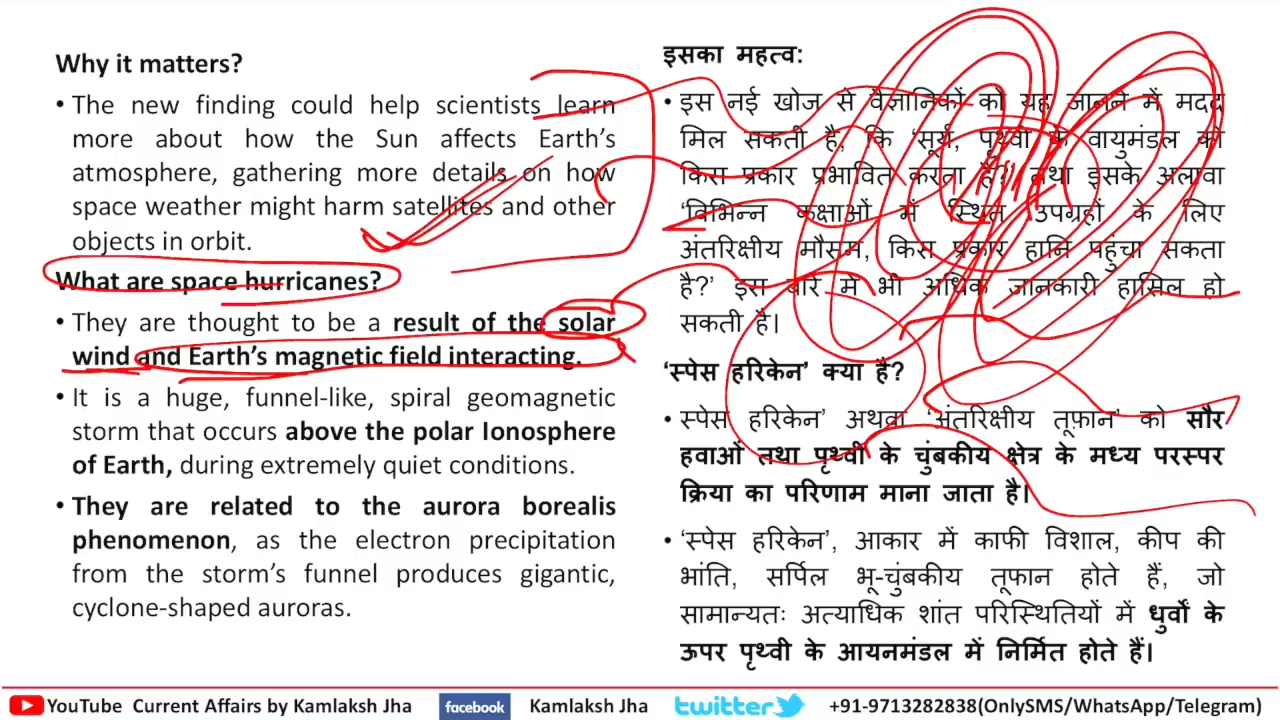 Why it matters?
• The new finding could help scientists learn
more about how the Sun affects Earth's
atmosphere, gathering more details on how
space weather might harm satellites and other
objects in orbit.
What are space hurricanes?
• They are thought to be a result of the solar
wind and Earth's magnetic field interacting.
• It is a huge, funnel-like, spiral geomagnetic
storm that occurs above the polar Ionosphere
of Earth, during extremely quiet conditions.
• They are related to the aurora borealis
phenomenon, as the electron precipitation
from the storm's funnel produces gigantic,
cyclone-shaped auroras.
इसका महत्व:
• इस नई खोज से वैज्ञानिकों को यह जानने में मदद
मिल सकती है, कि 'सूर्य, पृथ्वी के वायुमंडल को
किस प्रकार प्रभावित करता है?' तथा इसके अलावा
'विभिन्न कक्षाओं में स्थित उपग्रहों के लिए
अंतरिक्षीय मौसम, किस प्रकार हानि पहुंचा सकता
है?' इस बारे में भी अधिक जानकारी हासिल हो
सकती है।
'स्पेस हरिकेन' क्या है?
• स्पेस हरिकेन' अथवा 'अंतरिक्षीय तूफ़ान' को सौर
हवाओं तथा पृथ्वी के चुंबकीय क्षेत्र के मध्य परस्पर
क्रिया का परिणाम माना जाता है।
• 'स्पेस हरिकेन', आकार में काफी विशाल, कीप की
भांति, सर्पिल भू-चुंबकीय तूफान होते हैं, जो
सामान्यतः अत्याधिक शांत परिस्थितियों में धुर्वों के
ऊपर पृथ्वी के आयनमंडल में निर्मित होते हैं।
YouTube Current Affairs by Kamlaksh Jha facebook Kamlaksh Jha twitter +91-9713282838(OnlySMS/WhatsApp/Telegram)